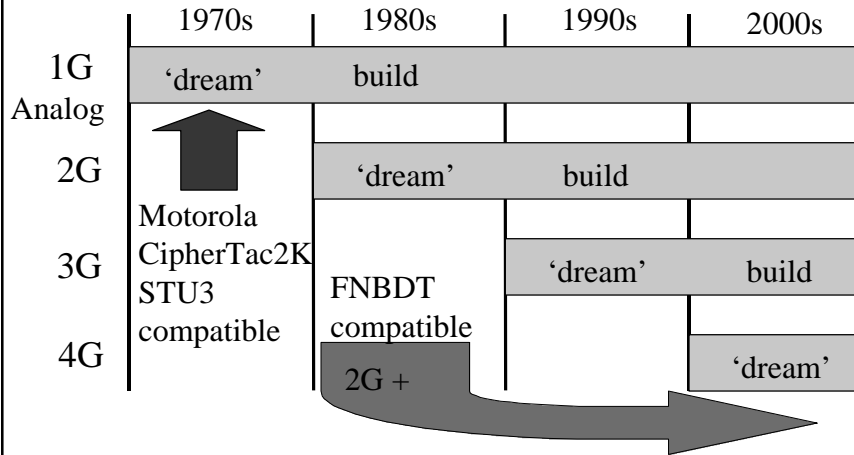 1970s 1980s 1990s 2000s
1G 'dream' build
Analog
2G 'dream' build
Motorola
CipherTac2K
STU3
compatible
3G 'dream' build
FNBDT
compatible
4G 'dream'
2G +